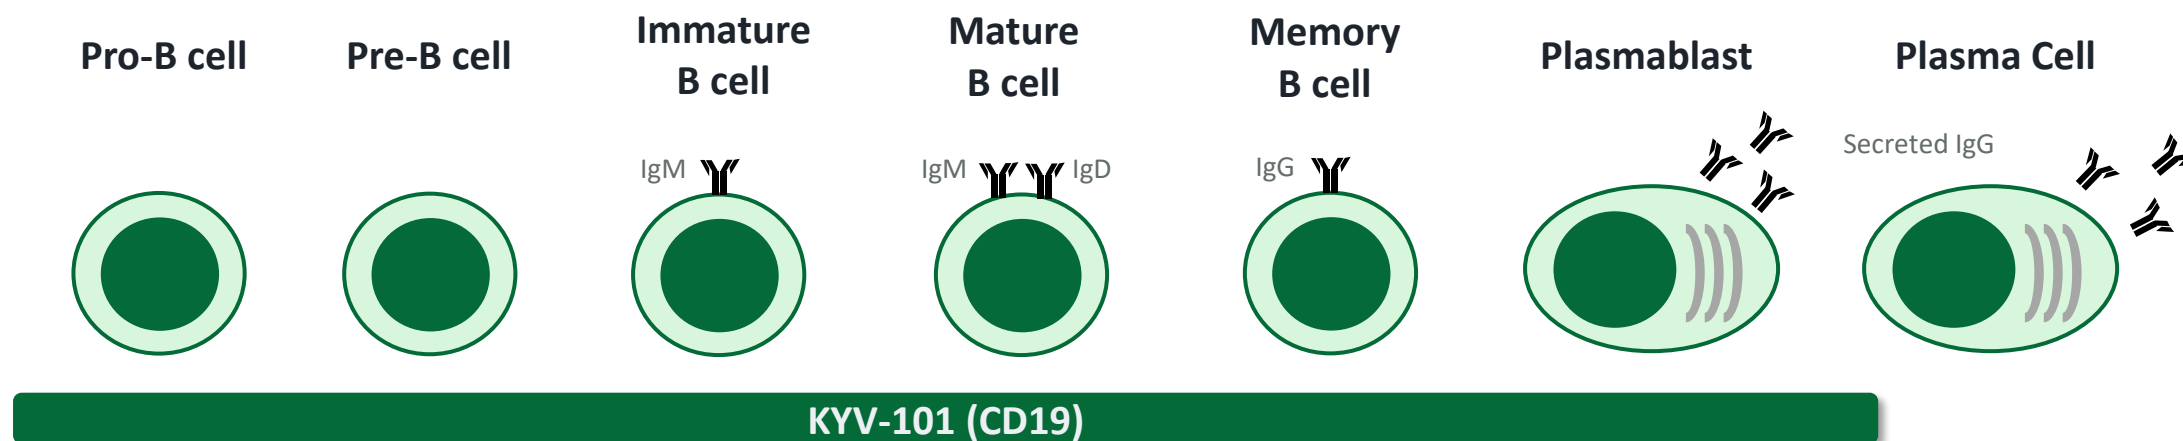 Pro-B cell
Pre-B cell
Immature
B cell
Mature
B cell
Memory
B cell
Plasmablast
Plasma Cell
IgM
IgM
IgD
IgG
Secreted IgG
KYV-101 (CD19)